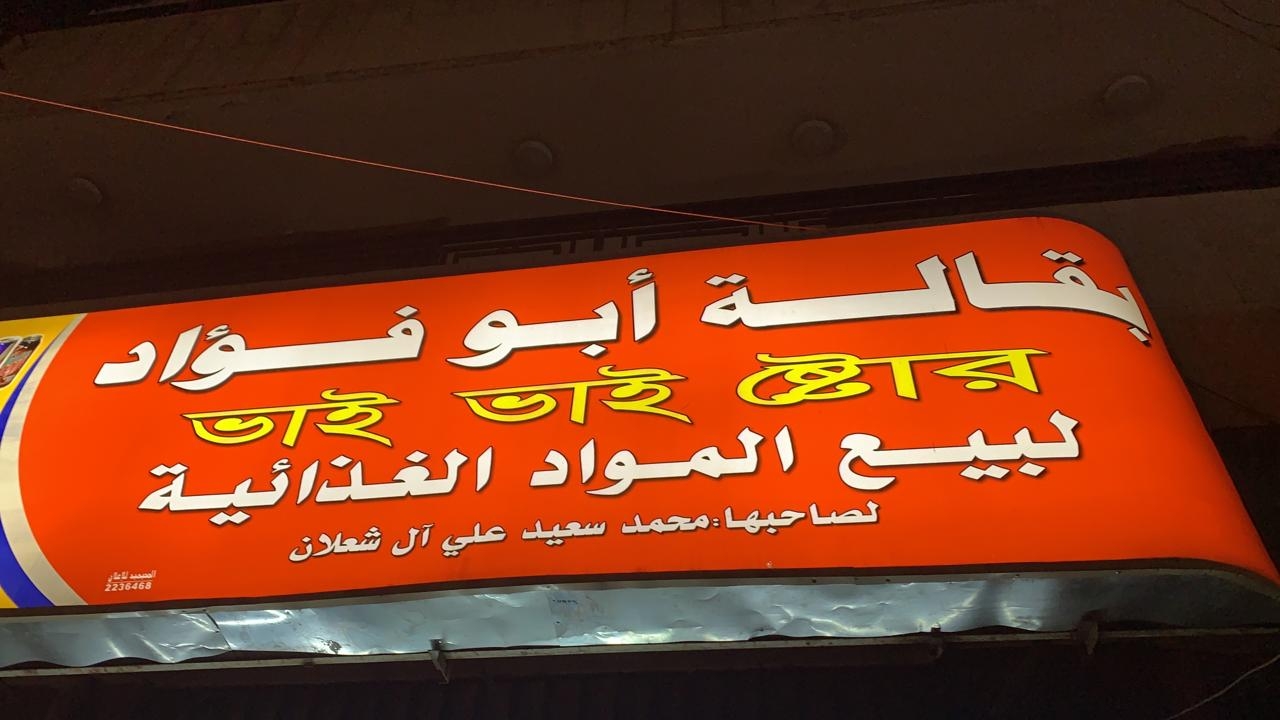 بقالة أبو فؤاد
ভাই ভাই ষ্টোর
لبيع المواد الغذائية
لصاحبها: محمد سعيد علي آل شعلان
2236468